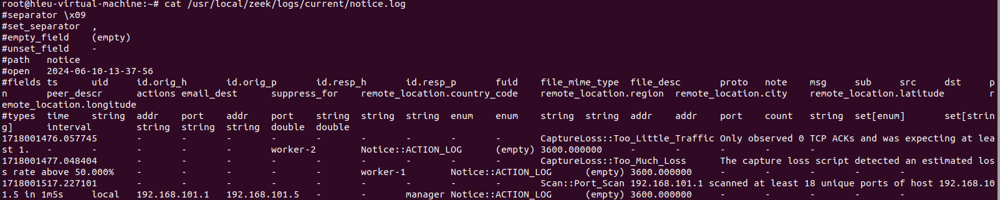 root@hieu-virtual-machine:~# cat /usr/local/zeek/logs/current/notice.log
#separator \x09
#set_separator	,
#empty_field	(empty)
#unset_field	-
#path	notice
#open	2024-06-10-13-37-56
#fields	ts	uid	id.orig_h	id.orig_p	id.resp_h	id.resp_p	fuid	file_mime_type	file_desc	proto	note	msg	sub	src	dst	p
n	peer_descr	actions	email_dest	suppress_for	remote_location.country_code	remote_location.region	remote_location.city	remote_location.latitude	r
emote_location.longitude
#types	time	string	addr	port	addr	port	string	string	string	enum	enum	string	string	addr	addr	port	count	string	set[enum]	set[strin
g]	interval	string	string	string	double	double
1718001476.057745	-	-	-	-	-	-	-	-	-	CaptureLoss::Too_Little_Traffic	Only observed 0 TCP ACKs and was expecting at lea
st 1.	-	-	-	-	-	worker-2	Notice::ACTION_LOG	(empty)	3600.000000	-	-	-	-	-
1718001477.048404	-	-	-	-	-	-	-	-	-	CaptureLoss::Too_Much_Loss	The capture loss script detected an estimated los
s rate above 50.000%	-	-	-	-	-	worker-1	Notice::ACTION_LOG	(empty)	3600.000000	-	-	-	-	-
1718001517.227101	-	-	-	-	-	-	-	-	-	Scan::Port_Scan	192.168.101.1 scanned at least 18 unique ports of host 192.168.10
1.5 in 1m5s	local	192.168.101.1	192.168.101.5	-	-	manager	Notice::ACTION_LOG	(empty)	3600.000000	-	-	-	-	-